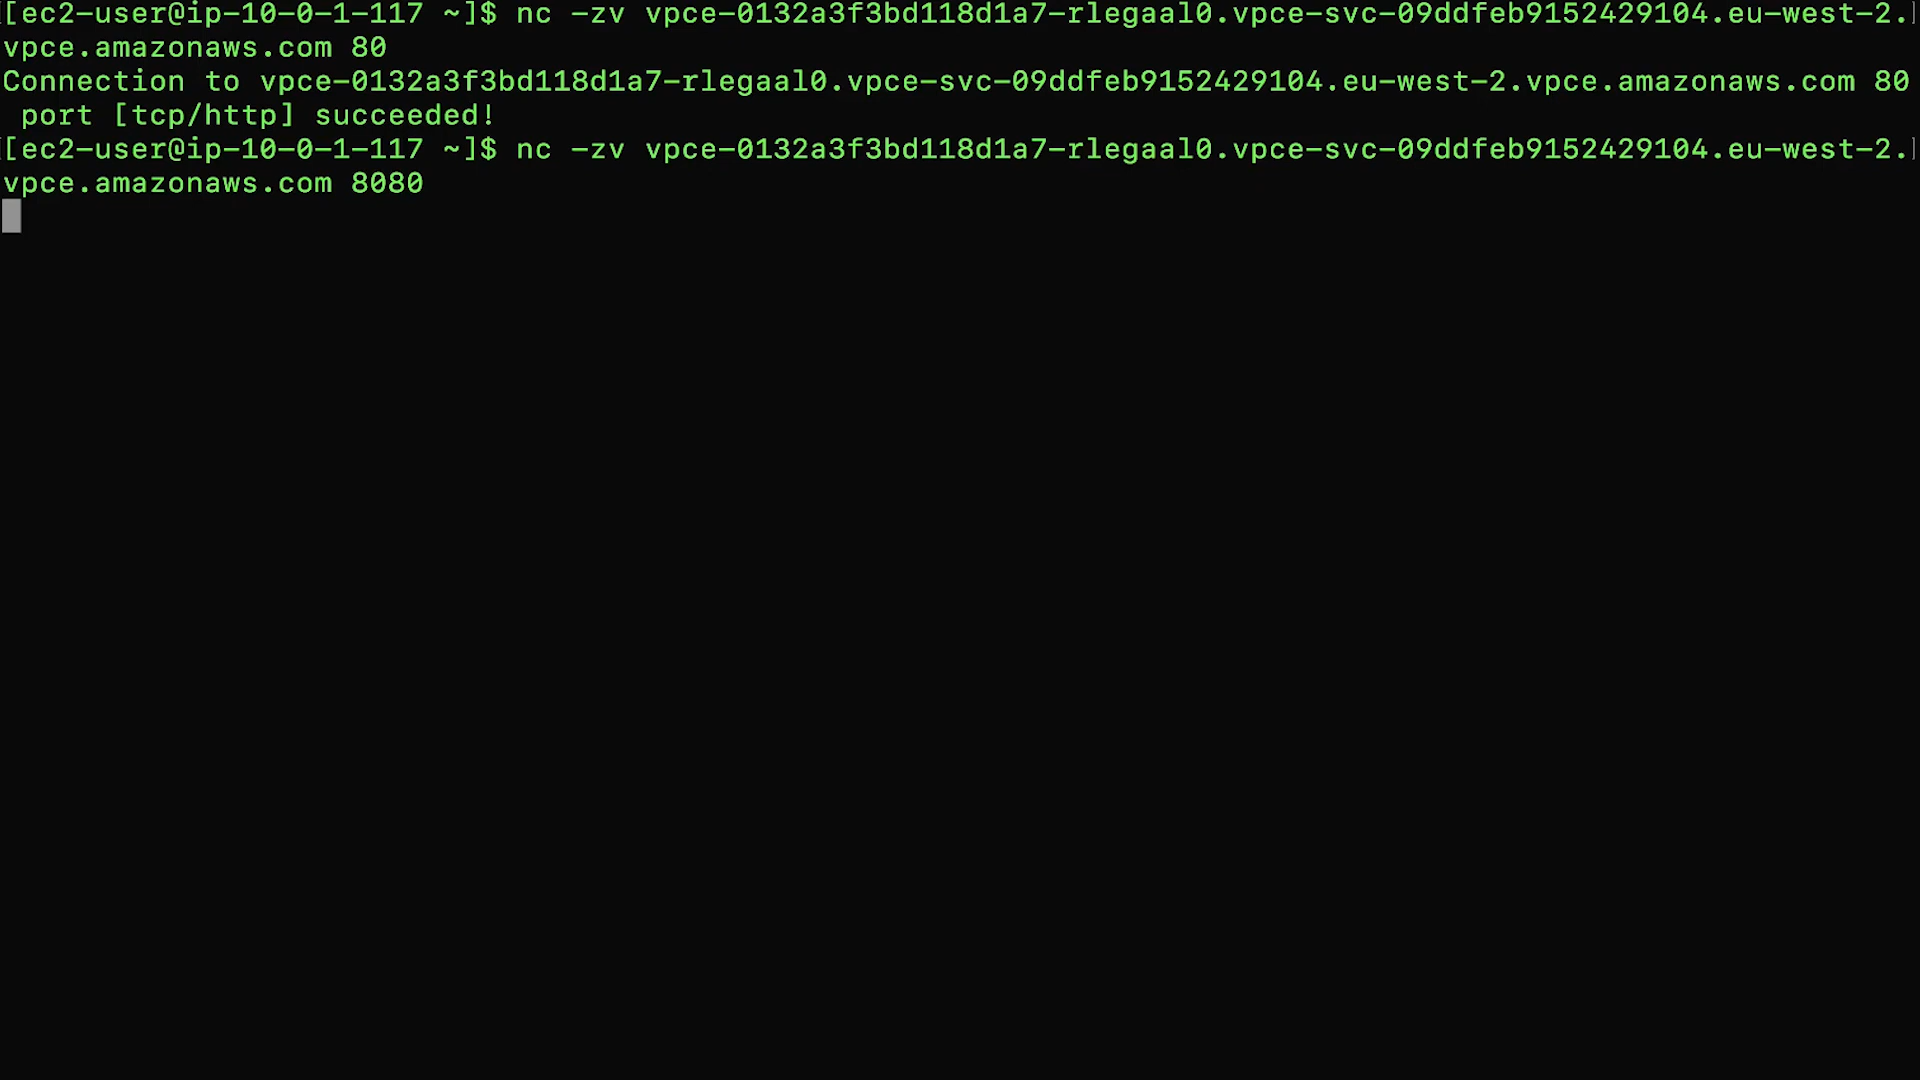 [ec2-user@ip-10-0-1-117 ~]$ nc -zv vpce-0132a3f3bd118d1a7-rlegaal0.vpce-svc-09ddfeb9152429104.eu-west-2.]
vpce.amazonaws.com 80
Connection to vpce-0132a3f3bd118d1a7-rlegaal0.vpce-svc-09ddfeb9152429104.eu-west-2.vpce.amazonaws.com 80
port [tcp/http] succeeded!
[ec2-user@ip-10-0-1-117 ~]$ nc -zv vpce-0132a3f3bd118d1a7-rlegaal0.vpce-svc-09ddfeb9152429104.eu-west-2.]
vpce.amazonaws.com 8080